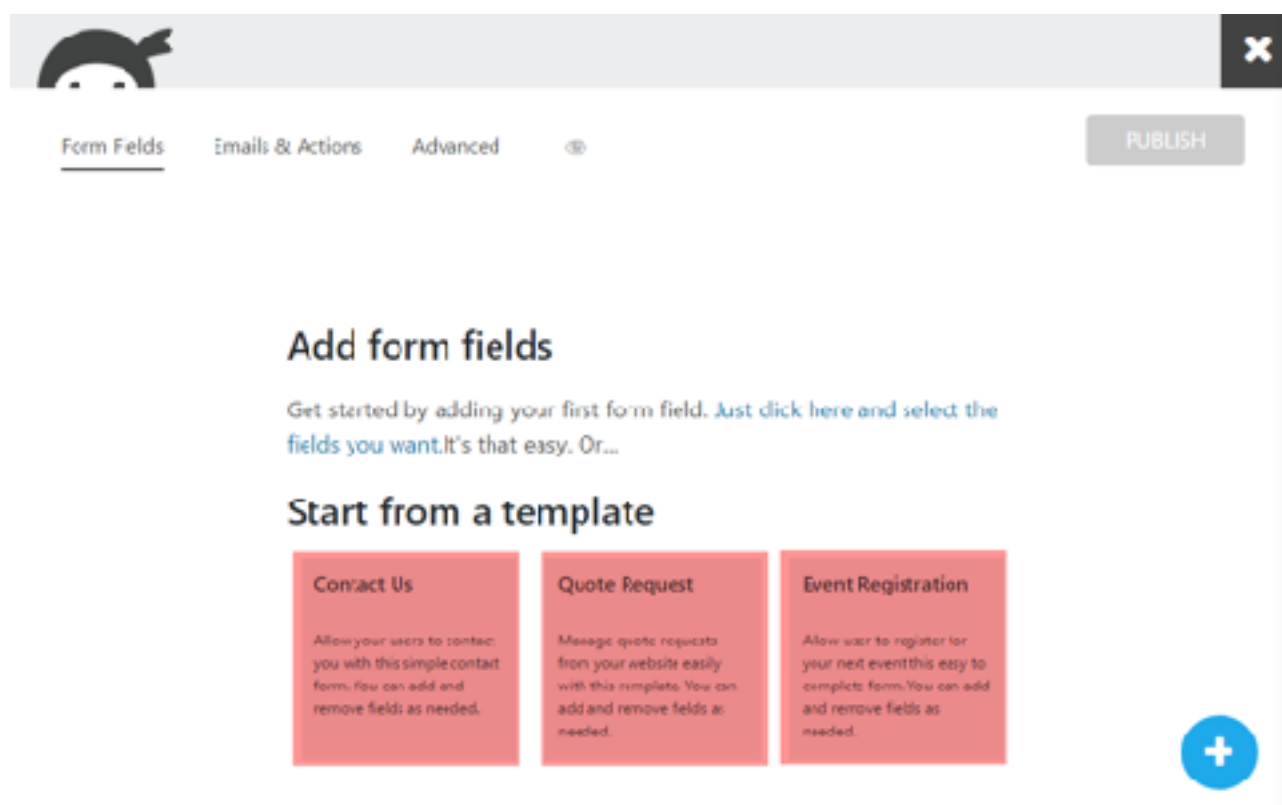 Form Fields Emails & Actions Advanced PUBLISH
Add form fields
Get started by adding your first form field. Just click here and select the
fields you want.It's that easy. Or...
Start from a template
Contact Us
Allow your users to contact
you with this simple contact
form. You can add and
remove fields as needed.
Quote Request
Manage quote requests
from your website easily
with this template. You can
add and remove fields as
needed.
Event Registration
Allow user to register for
your next event this easy to
complete form. You can add
and remove fields as
needed.